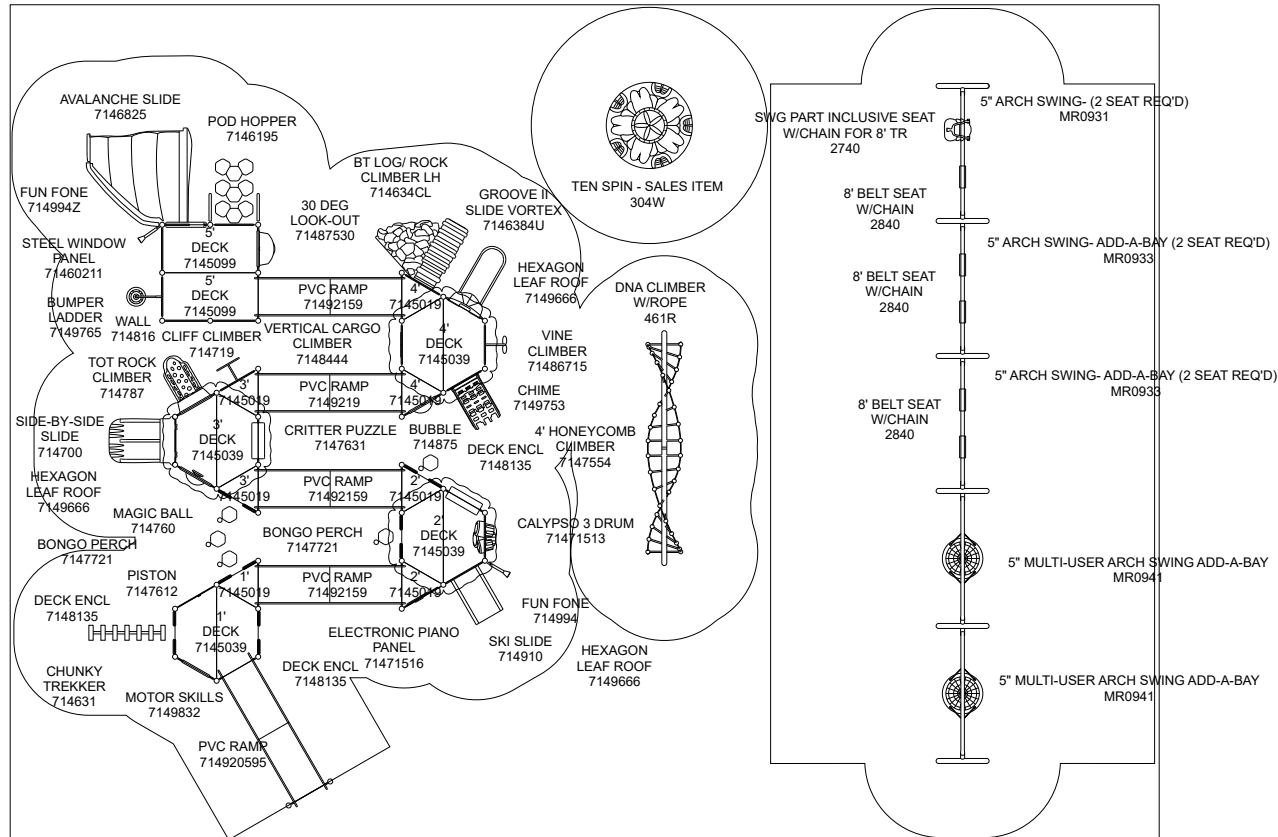 AVALANCHE SLIDE
7146825
POD HOPPER
7146195
FUN FONE
714994Z
STEEL WINDOW
PANEL
71460211
BUMPER
LADDER
7149765
WALL
714816
5'
DECK
7145099
5'
DECK
7145099
30 DEG
LOOK-OUT
71487530
BT LOG/ ROCK
CLIMBER LH
714634CL
GROOVE II
SLIDE VORTEX
7146384U
HEXAGON
LEAF ROOF
7149666
PVC RAMP
71492159
4'
7145019
4'
DECK
7145039
CLIFF CLIMBER
714719
VERTICAL CARGO
CLIMBER
7148444
VINE
CLIMBER
71486715
TOT ROCK
CLIMBER
714787
3'
7145019
PVC RAMP
7149219
4'
7145019
CHIME
7149753
SIDE-BY-SIDE
SLIDE
714700
3'
DECK
7145039
CRITTER PUZZLE
7147631
BUBBLE
714875
DECK ENCL
7148135
4' HONEYCOMB
CLIMBER
7147554
HEXAGON
LEAF ROOF
7149666
3'
7145019
PVC RAMP
71492159
2'
7145019
MAGIC BALL
714760
BONGO PERCH
7147721
BONGO PERCH
7147721
2'
DECK
7145039
CALYPSO 3 DRUM
71471513
PISTON
7147612
1'
7145019
PVC RAMP
71492159
2'
7145019
DECK ENCL
7148135
1'
DECK
7145039
FUN FONE
714994
SKI SLIDE
714910
ELECTRONIC PIANO
PANEL
71471516
DECK ENCL
7148135
HEXAGON
LEAF ROOF
7149666
CHUNKY
TREKKER
714631
MOTOR SKILLS
7149832
PVC RAMP
714920595
TEN SPIN - SALES ITEM
304W
DNA CLIMBER
W/ROPE
461R
5" ARCH SWING- (2 SEAT REQ'D)
MR0931
SWG PART INCLUSIVE SEAT
W/CHAIN FOR 8' TR
2740
8' BELT SEAT
W/CHAIN
2840
5" ARCH SWING- ADD-A-BAY (2 SEAT REQ'D)
MR0933
8' BELT SEAT
W/CHAIN
2840
5" ARCH SWING- ADD-A-BAY (2 SEAT REQ'D)
MR0933
8' BELT SEAT
W/CHAIN
2840
5" MULTI-USER ARCH SWING ADD-A-BAY
MR0941
5" MULTI-USER ARCH SWING ADD-A-BAY
MR0941